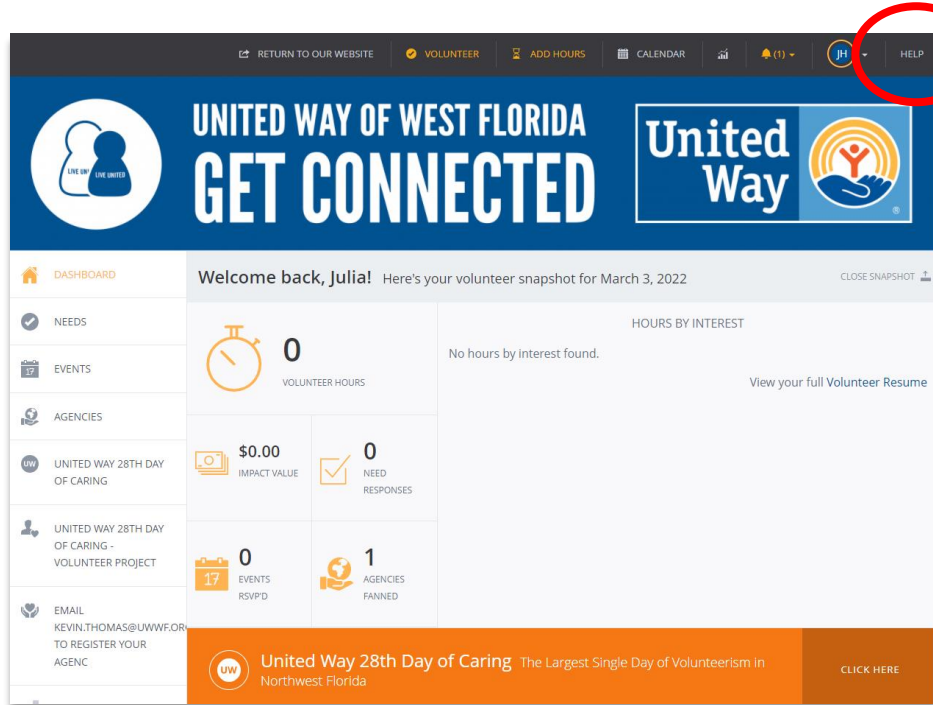 RETURN TO OUR WEBSITE VOLUNTEER ADD HOURS CALENDAR (1) JH HELP
UNITED WAY OF WEST FLORIDA
GET CONNECTED
LIVE UNITED
United
Way
®
DASHBOARD
NEEDS
17
EVENTS
AGENCIES
UW
UNITED WAY 28TH DAY
OF CARING
UNITED WAY 28TH DAY
OF CARING -
VOLUNTEER PROJECT
EMAIL
KEVIN.THOMAS@UWWF.OR
TO REGISTER YOUR
AGENC
Welcome back, Julia! Here's your volunteer snapshot for March 3, 2022
CLOSE SNAPSHOT
0
VOLUNTEER HOURS
HOURS BY INTEREST
No hours by interest found.
View your full Volunteer Resume
$0.00
IMPACT VALUE
0
NEED
RESPONSES
17
0
EVENTS
RSVP'D
1
AGENCIES
FANNED
UW
United Way 28th Day of Caring The Largest Single Day of Volunteerism in
Northwest Florida
CLICK HERE